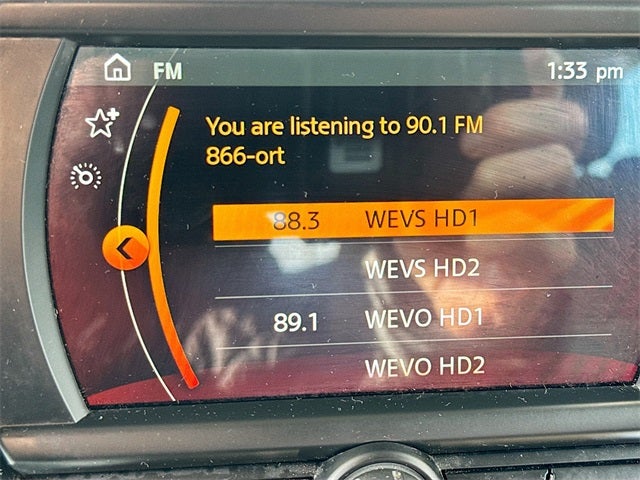 FM 1:33 pm
You are listening to 90.1 FM
866-ort
88.3 WEVS HD1
WEVS HD2
89.1 WEVO HD1
WEVO HD2